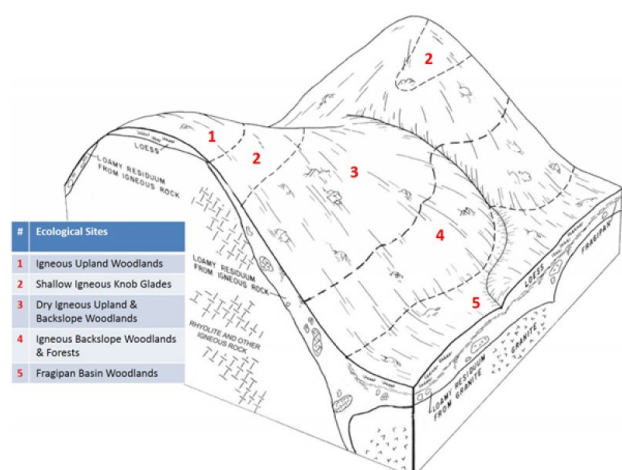 2
1
2
3
4
5
LOESS
LOAMY RESIDUUM
FROM IGNEOUS ROCK
LOAMY RESIDUUM
FROM IGNEOUS ROCK
RHYOLITE AND OTHER
IGNEOUS ROCK
LOESS
FRAGIPAN
GRANITE
LOAMY RESIDUUM
FROM GRANITE
# Ecological Sites
1 Igneous Upland Woodlands
2 Shallow Igneous Knob Glades
3 Dry Igneous Upland &
Backslope Woodlands
4 Igneous Backslope Woodlands
& Forests
5 Fragipan Basin Woodlands